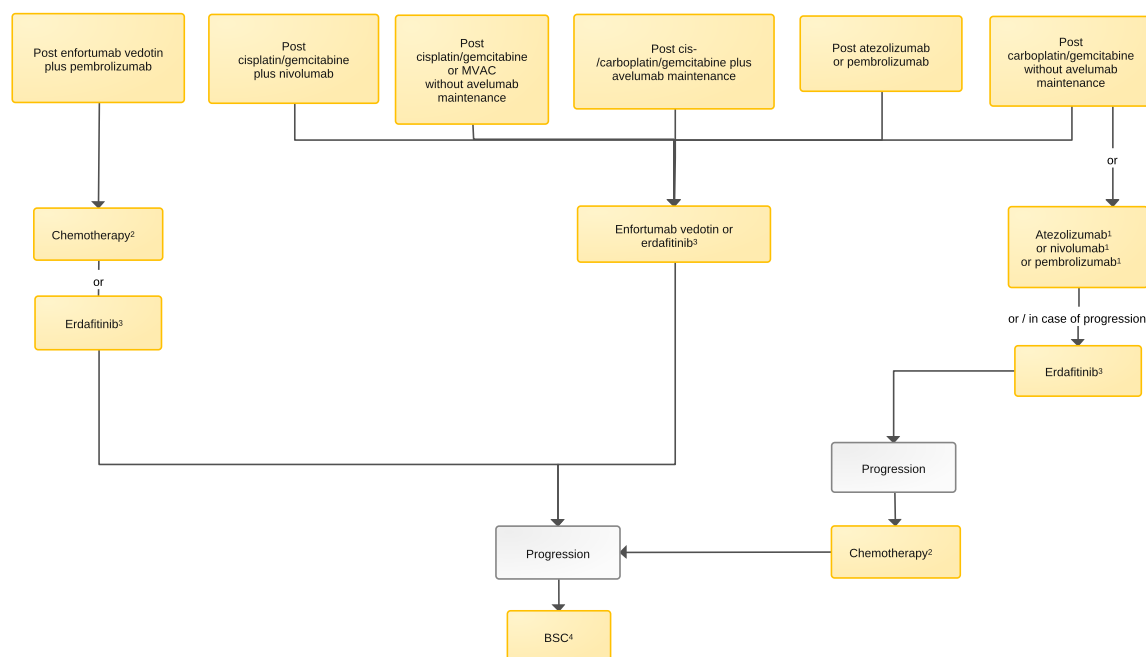 Post enfortumab vedotin
plus pembrolizumab
Post
cisplatin/gemcitabine
plus nivolumab
Post
cisplatin/gemcitabine
or MVAC
without avelumab
maintenance
Post cis-
/carboplatin/gemcitabine plus
avelumab maintenance
Post atezolizumab
or pembrolizumab
Post
carboplatin/gemcitabine
without avelumab
maintenance
or
Chemotherapy²
or
Erdafitinib³
Enfortumab vedotin or
erdafitinib³
Atezolizumab¹
or nivolumab¹
or pembrolizumab¹
or / in case of progression
Erdafitinib³
Progression
Chemotherapy²
Progression
BSC⁴